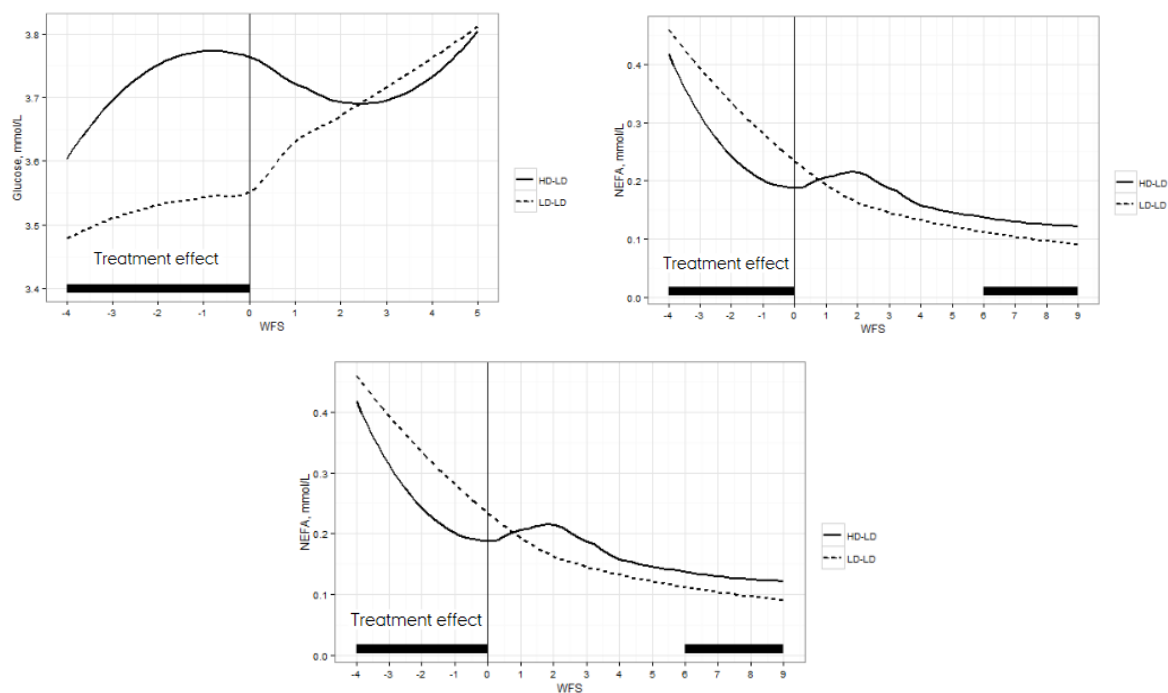 Glucose, mmol/L
3.8
3.7
3.6
3.5
3.4
Treatment effect
-4 -3 -2 -1 0 1 2 3 4 5
WFS
HD-LD
LD-LD
NEFA, mmol/L
0.4
0.3
0.2
0.1
0.0
Treatment effect
-4 -3 -2 -1 0 1 2 3 4 5 6 7 8 9
WFS
HD-LD
LD-LD
NEFA, mmol/L
0.4
0.3
0.2
0.1
0.0
Treatment effect
-4 -3 -2 -1 0 1 2 3 4 5 6 7 8 9
WFS
HD-LD
LD-LD